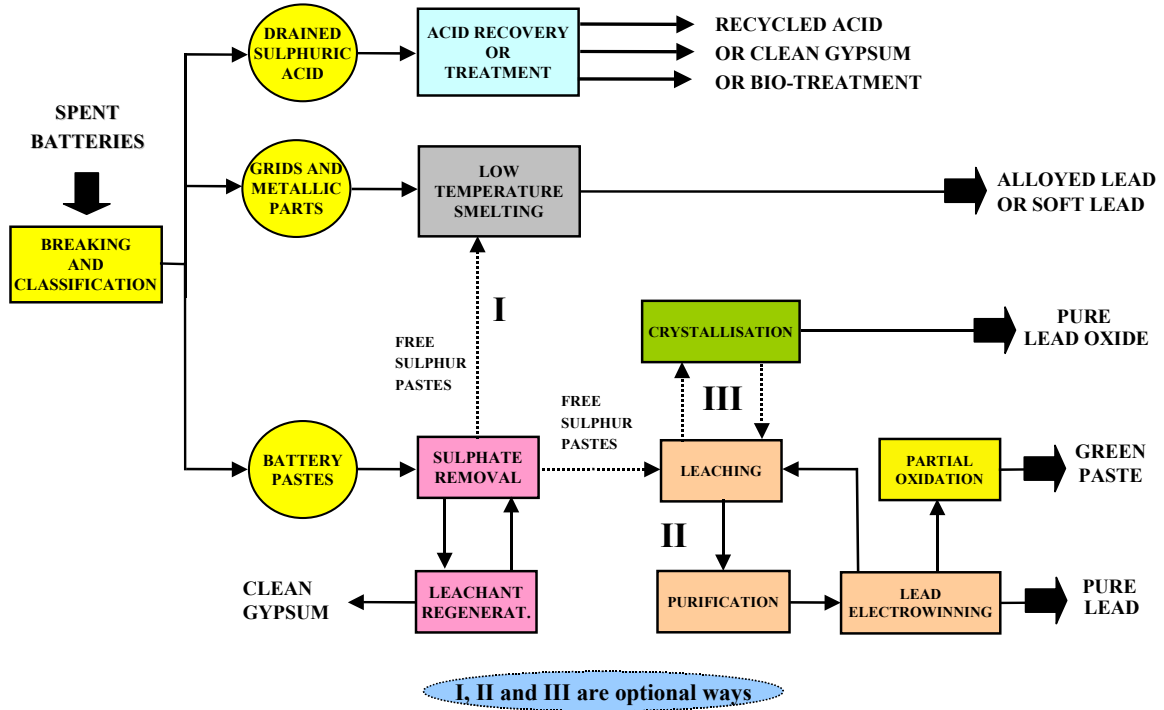 DRAINED
SULPHURIC
ACID
ACID RECOVERY
OR
TREATMENT
RECYCLED ACID
OR CLEAN GYPSUM
OR BIO-TREATMENT
SPENT
BATTERIES
GRIDS AND
METALLIC
PARTS
LOW
TEMPERATURE
SMELTING
ALLOYED LEAD
OR SOFT LEAD
BREAKING
AND
CLASSIFICATION
I
FREE
SULPHUR
PASTES
CRYSTALLISATION
PURE
LEAD OXIDE
III
FREE
SULPHUR
PASTES
BATTERY
PASTES
SULPHATE
REMOVAL
LEACHING
PARTIAL
OXIDATION
GREEN
PASTE
II
CLEAN
GYPSUM
LEACHANT
REGENERAT.
PURIFICATION
LEAD
ELECTROWINNING
PURE
LEAD
I, II and III are optional ways